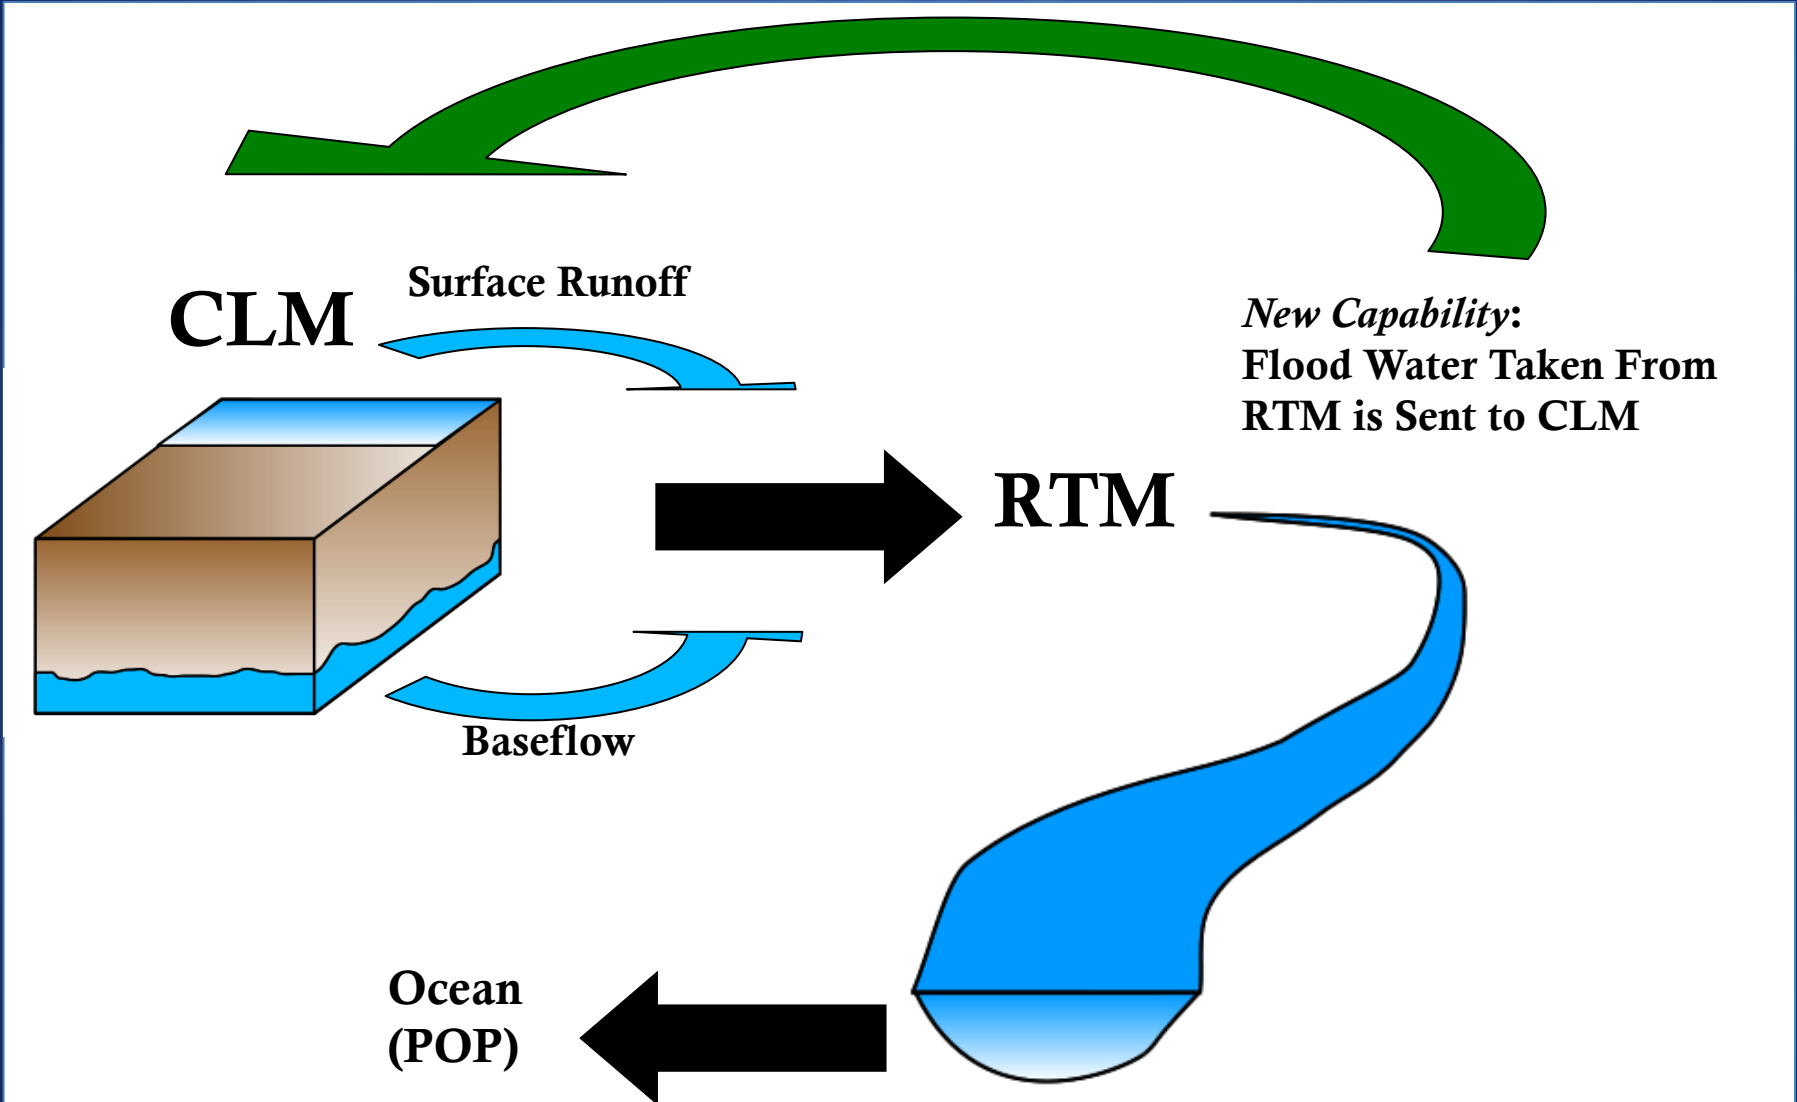 CLM
Surface Runoff
New Capability:
Flood Water Taken From
RTM is Sent to CLM
RTM
Baseflow
Ocean
(POP)